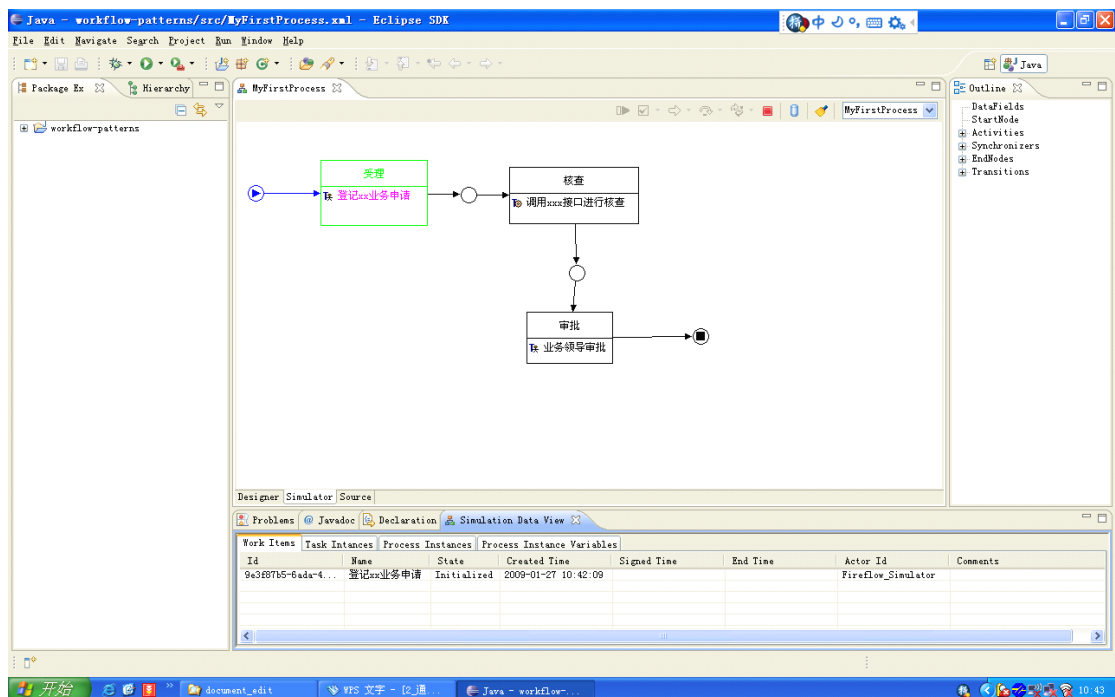 Java - workflow-patterns/src/MyFirstProcess.xml - Eclipse SDK
中
File Edit Navigate Search Project Run Window Help
Java
Package Ex Hierarchy
MyFirstProcess
Outline
MyFirstProcess
workflow-patterns
DataFields
StartNode
Activities
Synchronizers
EndNodes
Transitions
受理
登记xx业务申请
核查
调用xxx接口进行核查
审批
业务领导审批
Designer Simulator Source
Problems @ Javadoc Declaration Simulation Data View
Work Items Task Intances Process Instances Process Instance Variables
Id Name State Created Time Signed Time End Time Actor Id Comments
9e3f87b5-6ada-4... 登记xx业务申请 Initialized 2009-01-27 10:42:09 Fireflow_Simulator
开始 document_edit WPS 文字 - [2_通... Java - workflow-... 10:43